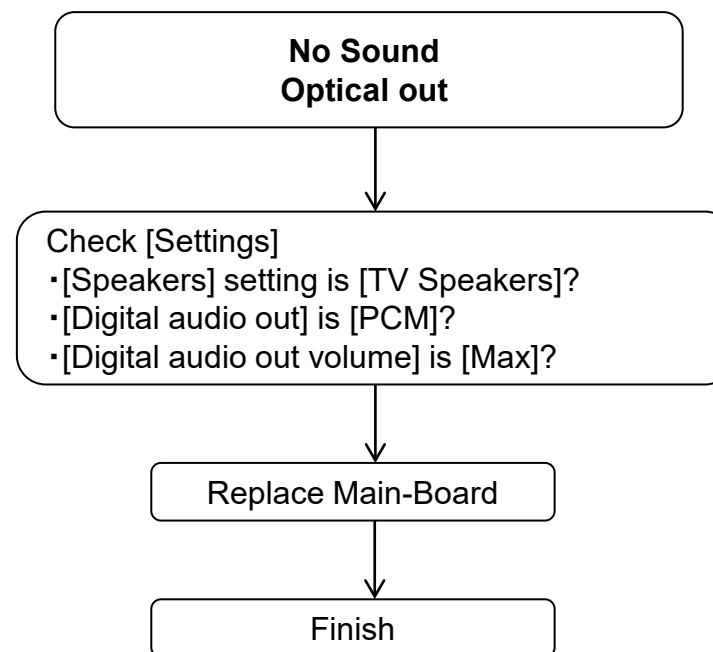 No Sound
Optical out
Check [Settings]
・[Speakers] setting is [TV Speakers]?
・[Digital audio out] is [PCM]?
・[Digital audio out volume] is [Max]?
Replace Main-Board
Finish